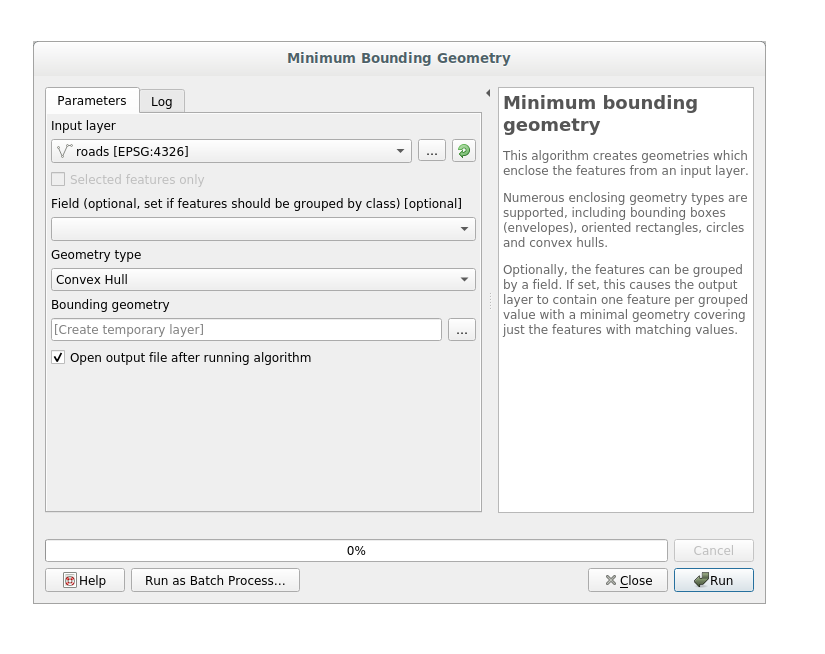 Minimum Bounding Geometry
Parameters
Log
Input layer
roads [EPSG:4326]
...
Selected features only
Field (optional, set if features should be grouped by class) [optional]
Geometry type
Convex Hull
Bounding geometry
[Create temporary layer]
...
Open output file after running algorithm
Minimum bounding
geometry
This algorithm creates geometries which
enclose the features from an input layer.
Numerous enclosing geometry types are
supported, including bounding boxes
(envelopes), oriented rectangles, circles
and convex hulls.
Optionally, the features can be grouped
by a field. If set, this causes the output
layer to contain one feature per grouped
value with a minimal geometry covering
just the features with matching values.
0%
Cancel
Help
Run as Batch Process...
Close
Run